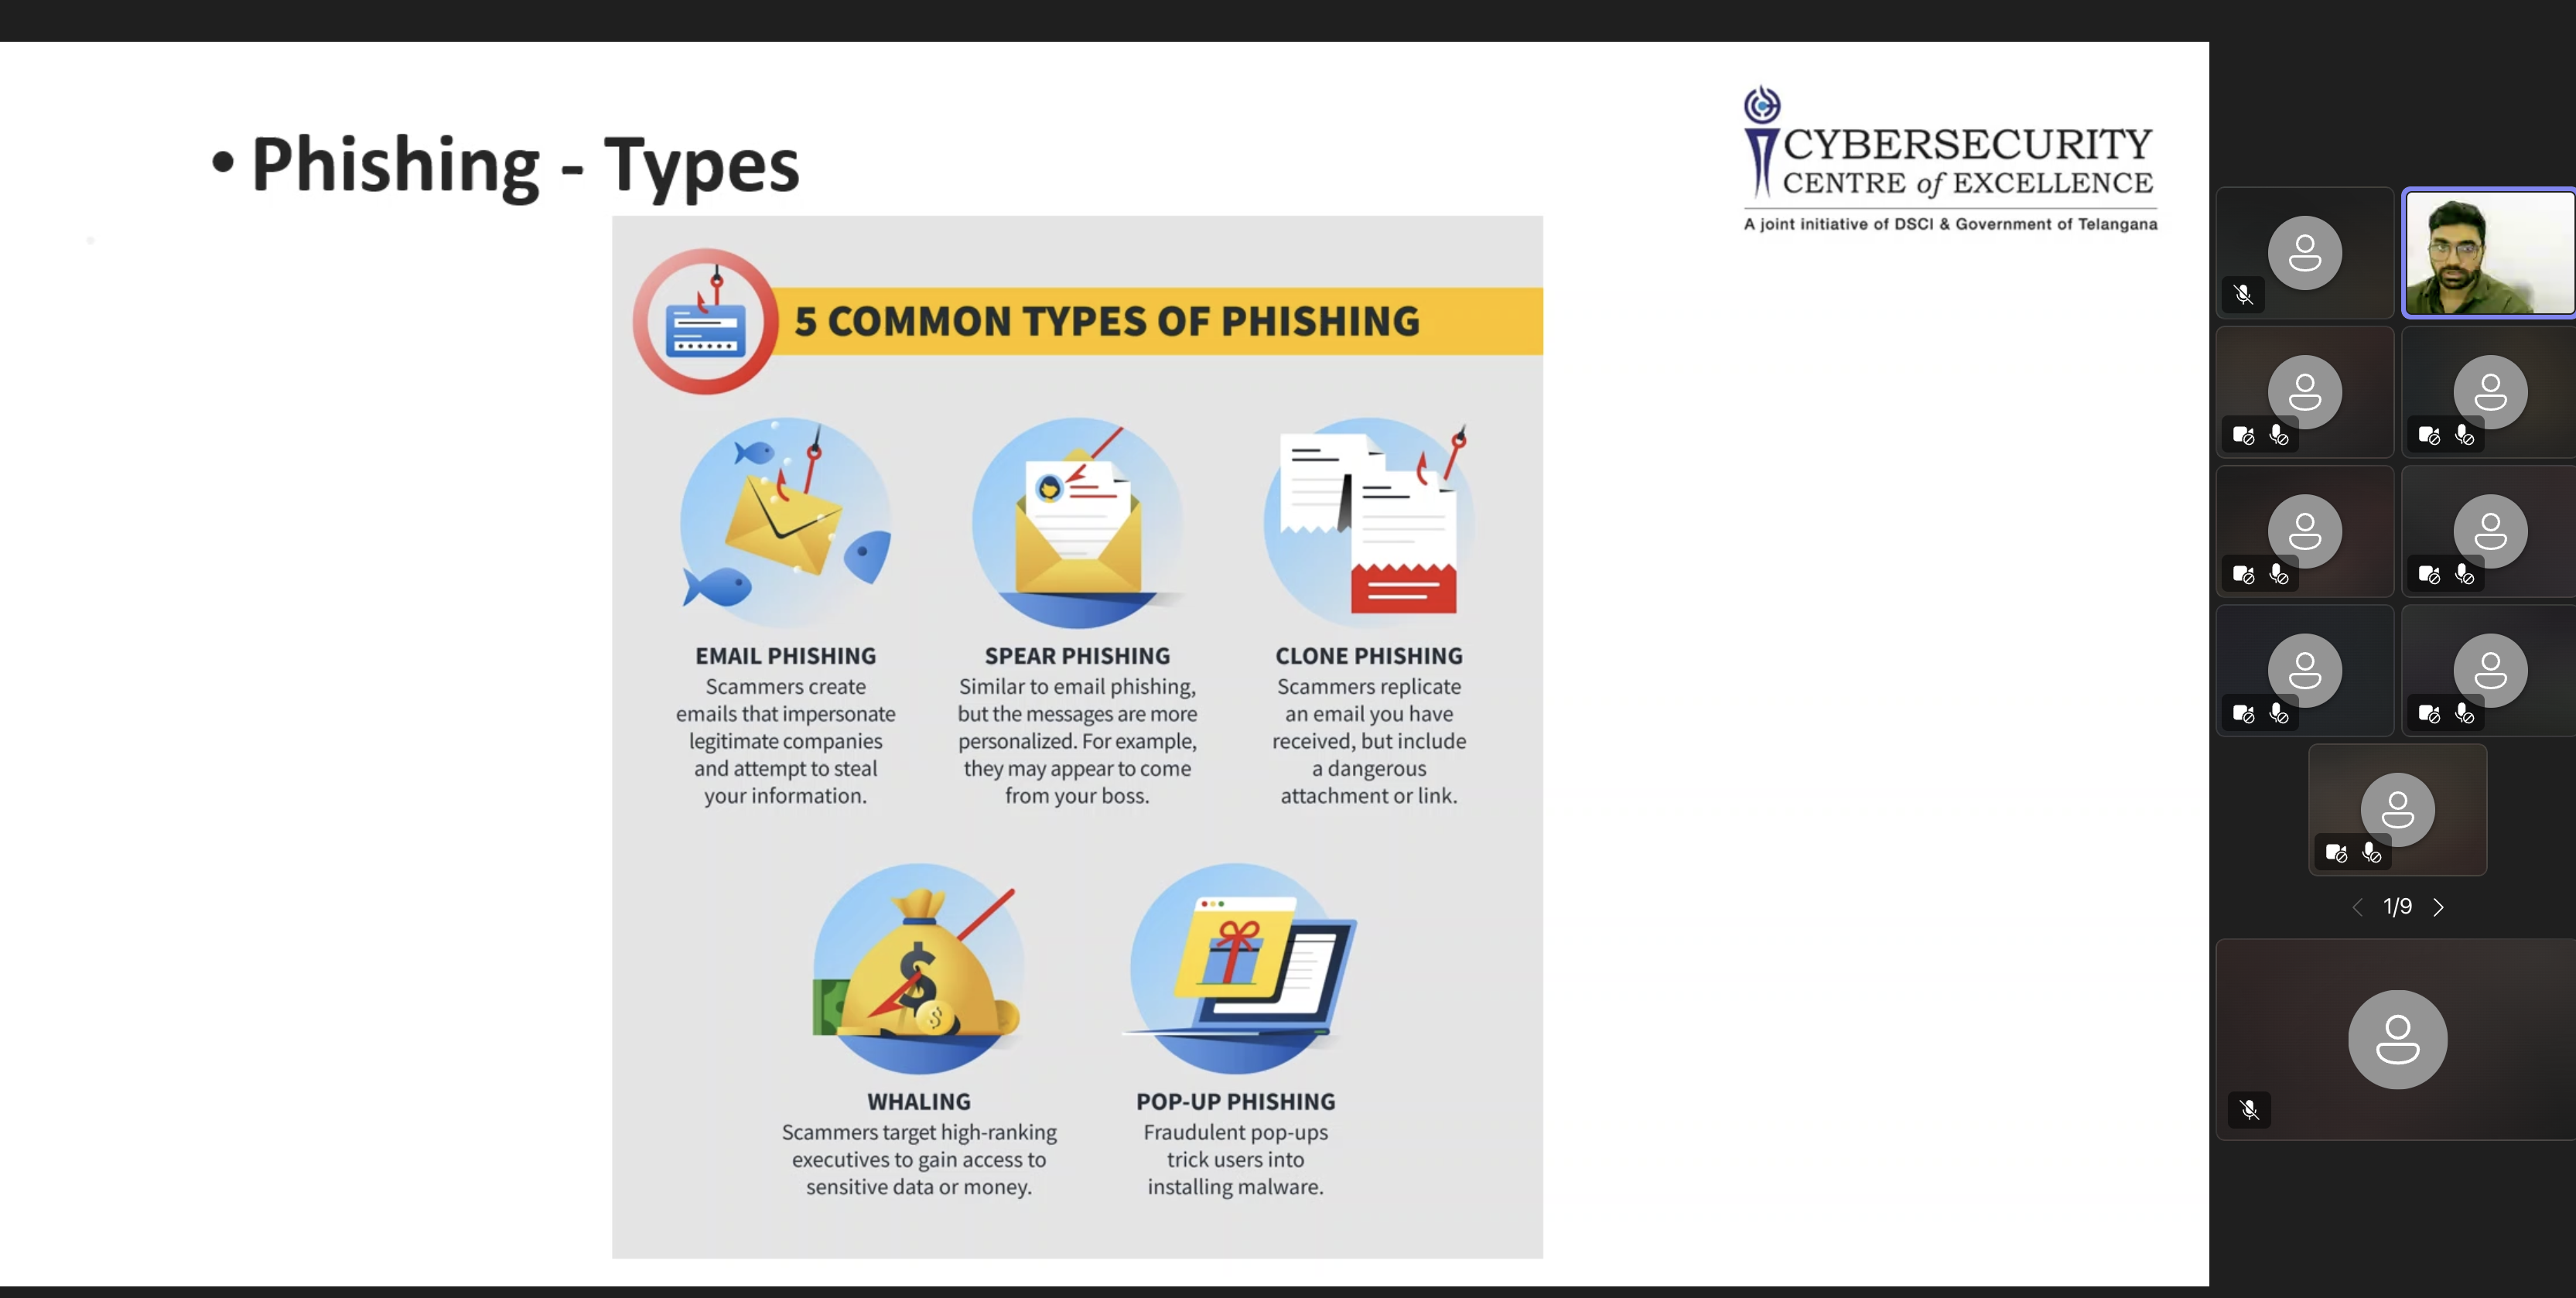 • Phishing - Types
CYBERSECURITY
CENTRE of EXCELLENCE
A joint initiative of DSCI & Government of Telangana
5 COMMON TYPES OF PHISHING
EMAIL PHISHING
Scammers create
emails that impersonate
legitimate companies
and attempt to steal
your information.
SPEAR PHISHING
Similar to email phishing,
but the messages are more
personalized. For example,
they may appear to come
from your boss.
CLONE PHISHING
Scammers replicate
an email you have
received, but include
a dangerous
attachment or link.
WHALING
Scammers target high-ranking
executives to gain access to
sensitive data or money.
POP-UP PHISHING
Fraudulent pop-ups
trick users into
installing malware.
1/9